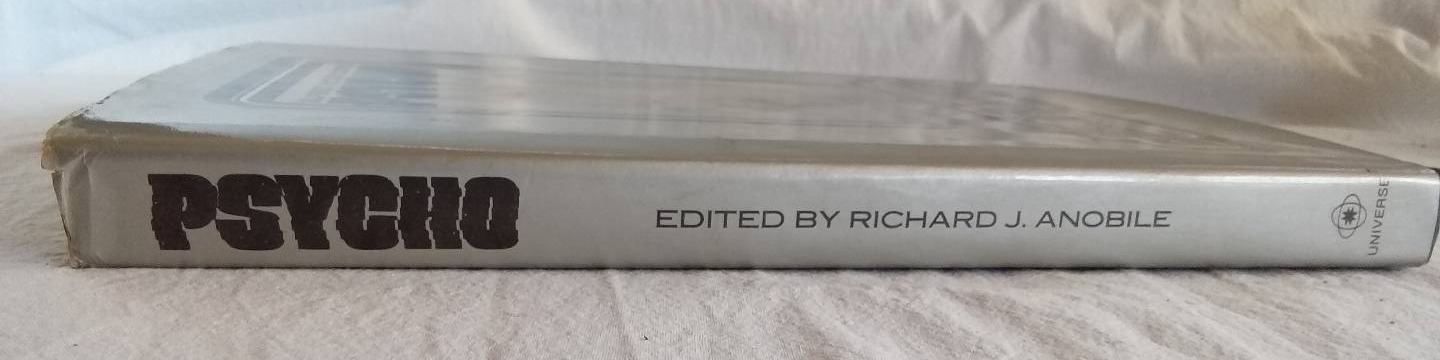 PSYCHO
EDITED BY RICHARD J. ANOBILE
UNIVERSE